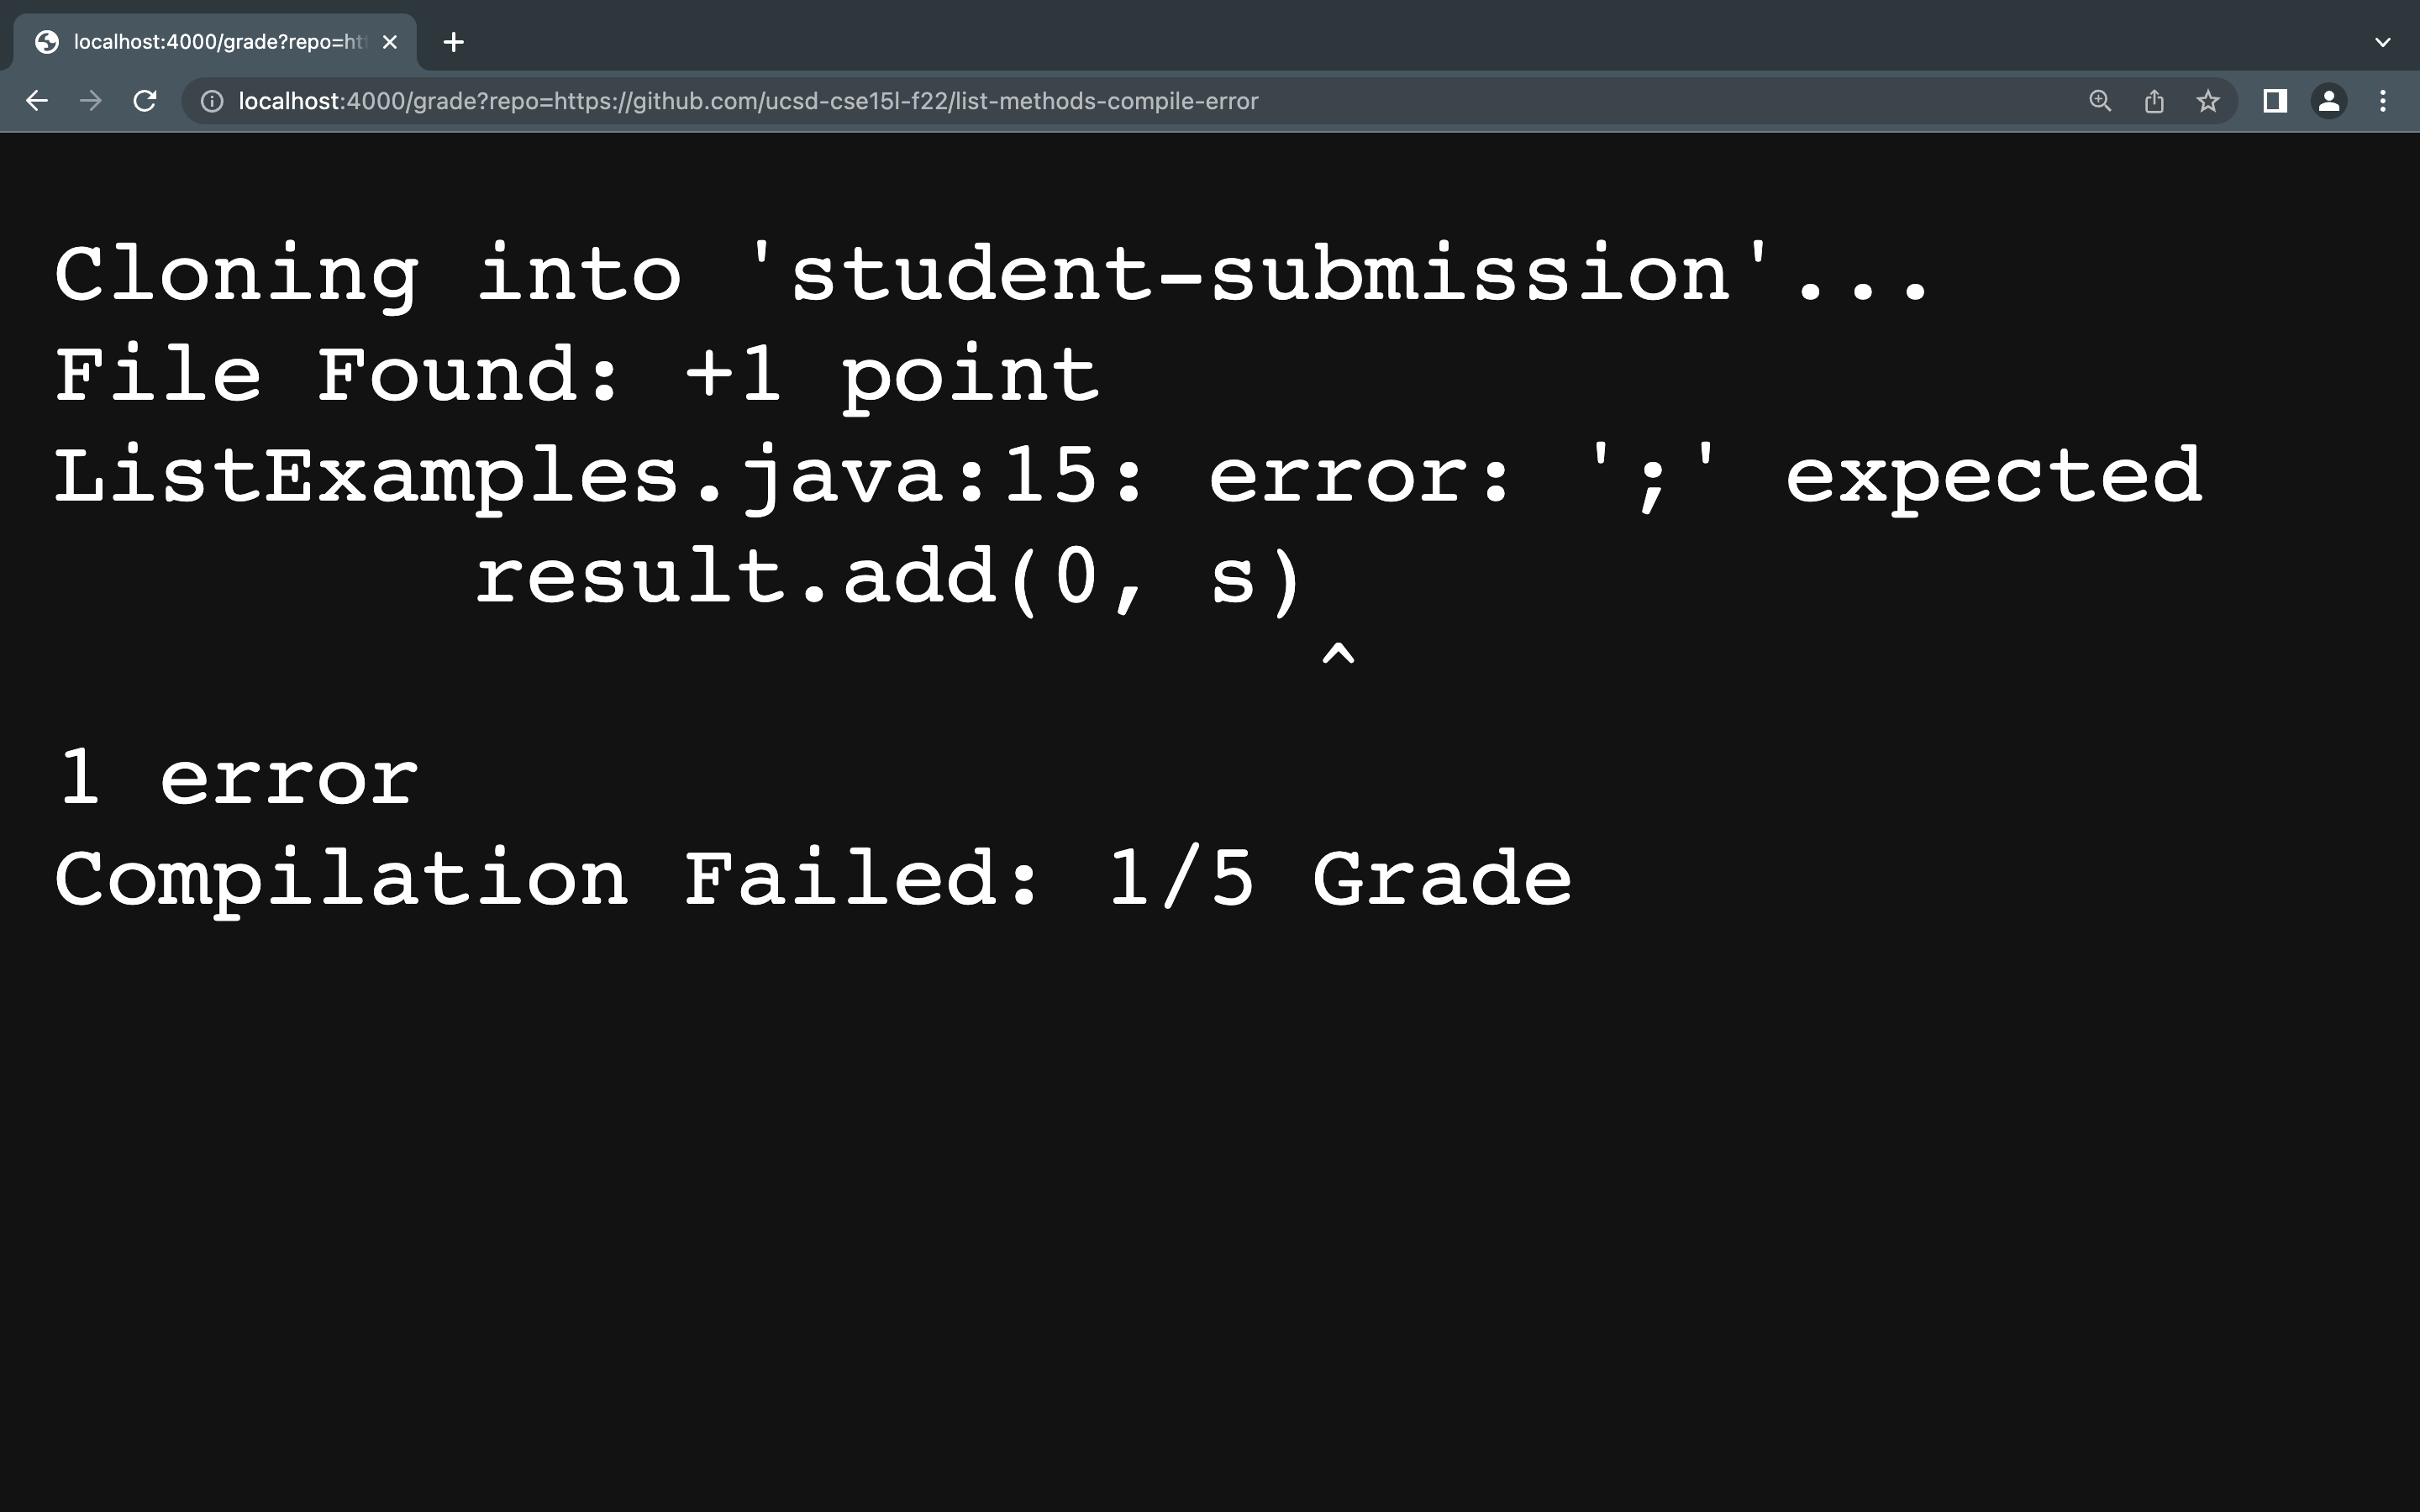 localhost:4000/grade?repo=ht
localhost:4000/grade?repo=https://github.com/ucsd-cse15l-f22/list-methods-compile-error
Cloning into 'student-submission'...
File Found: +1 point
ListExamples.java:15: error: ';' expected
        result.add(0, s)
                        ^
1 error
Compilation Failed: 1/5 Grade